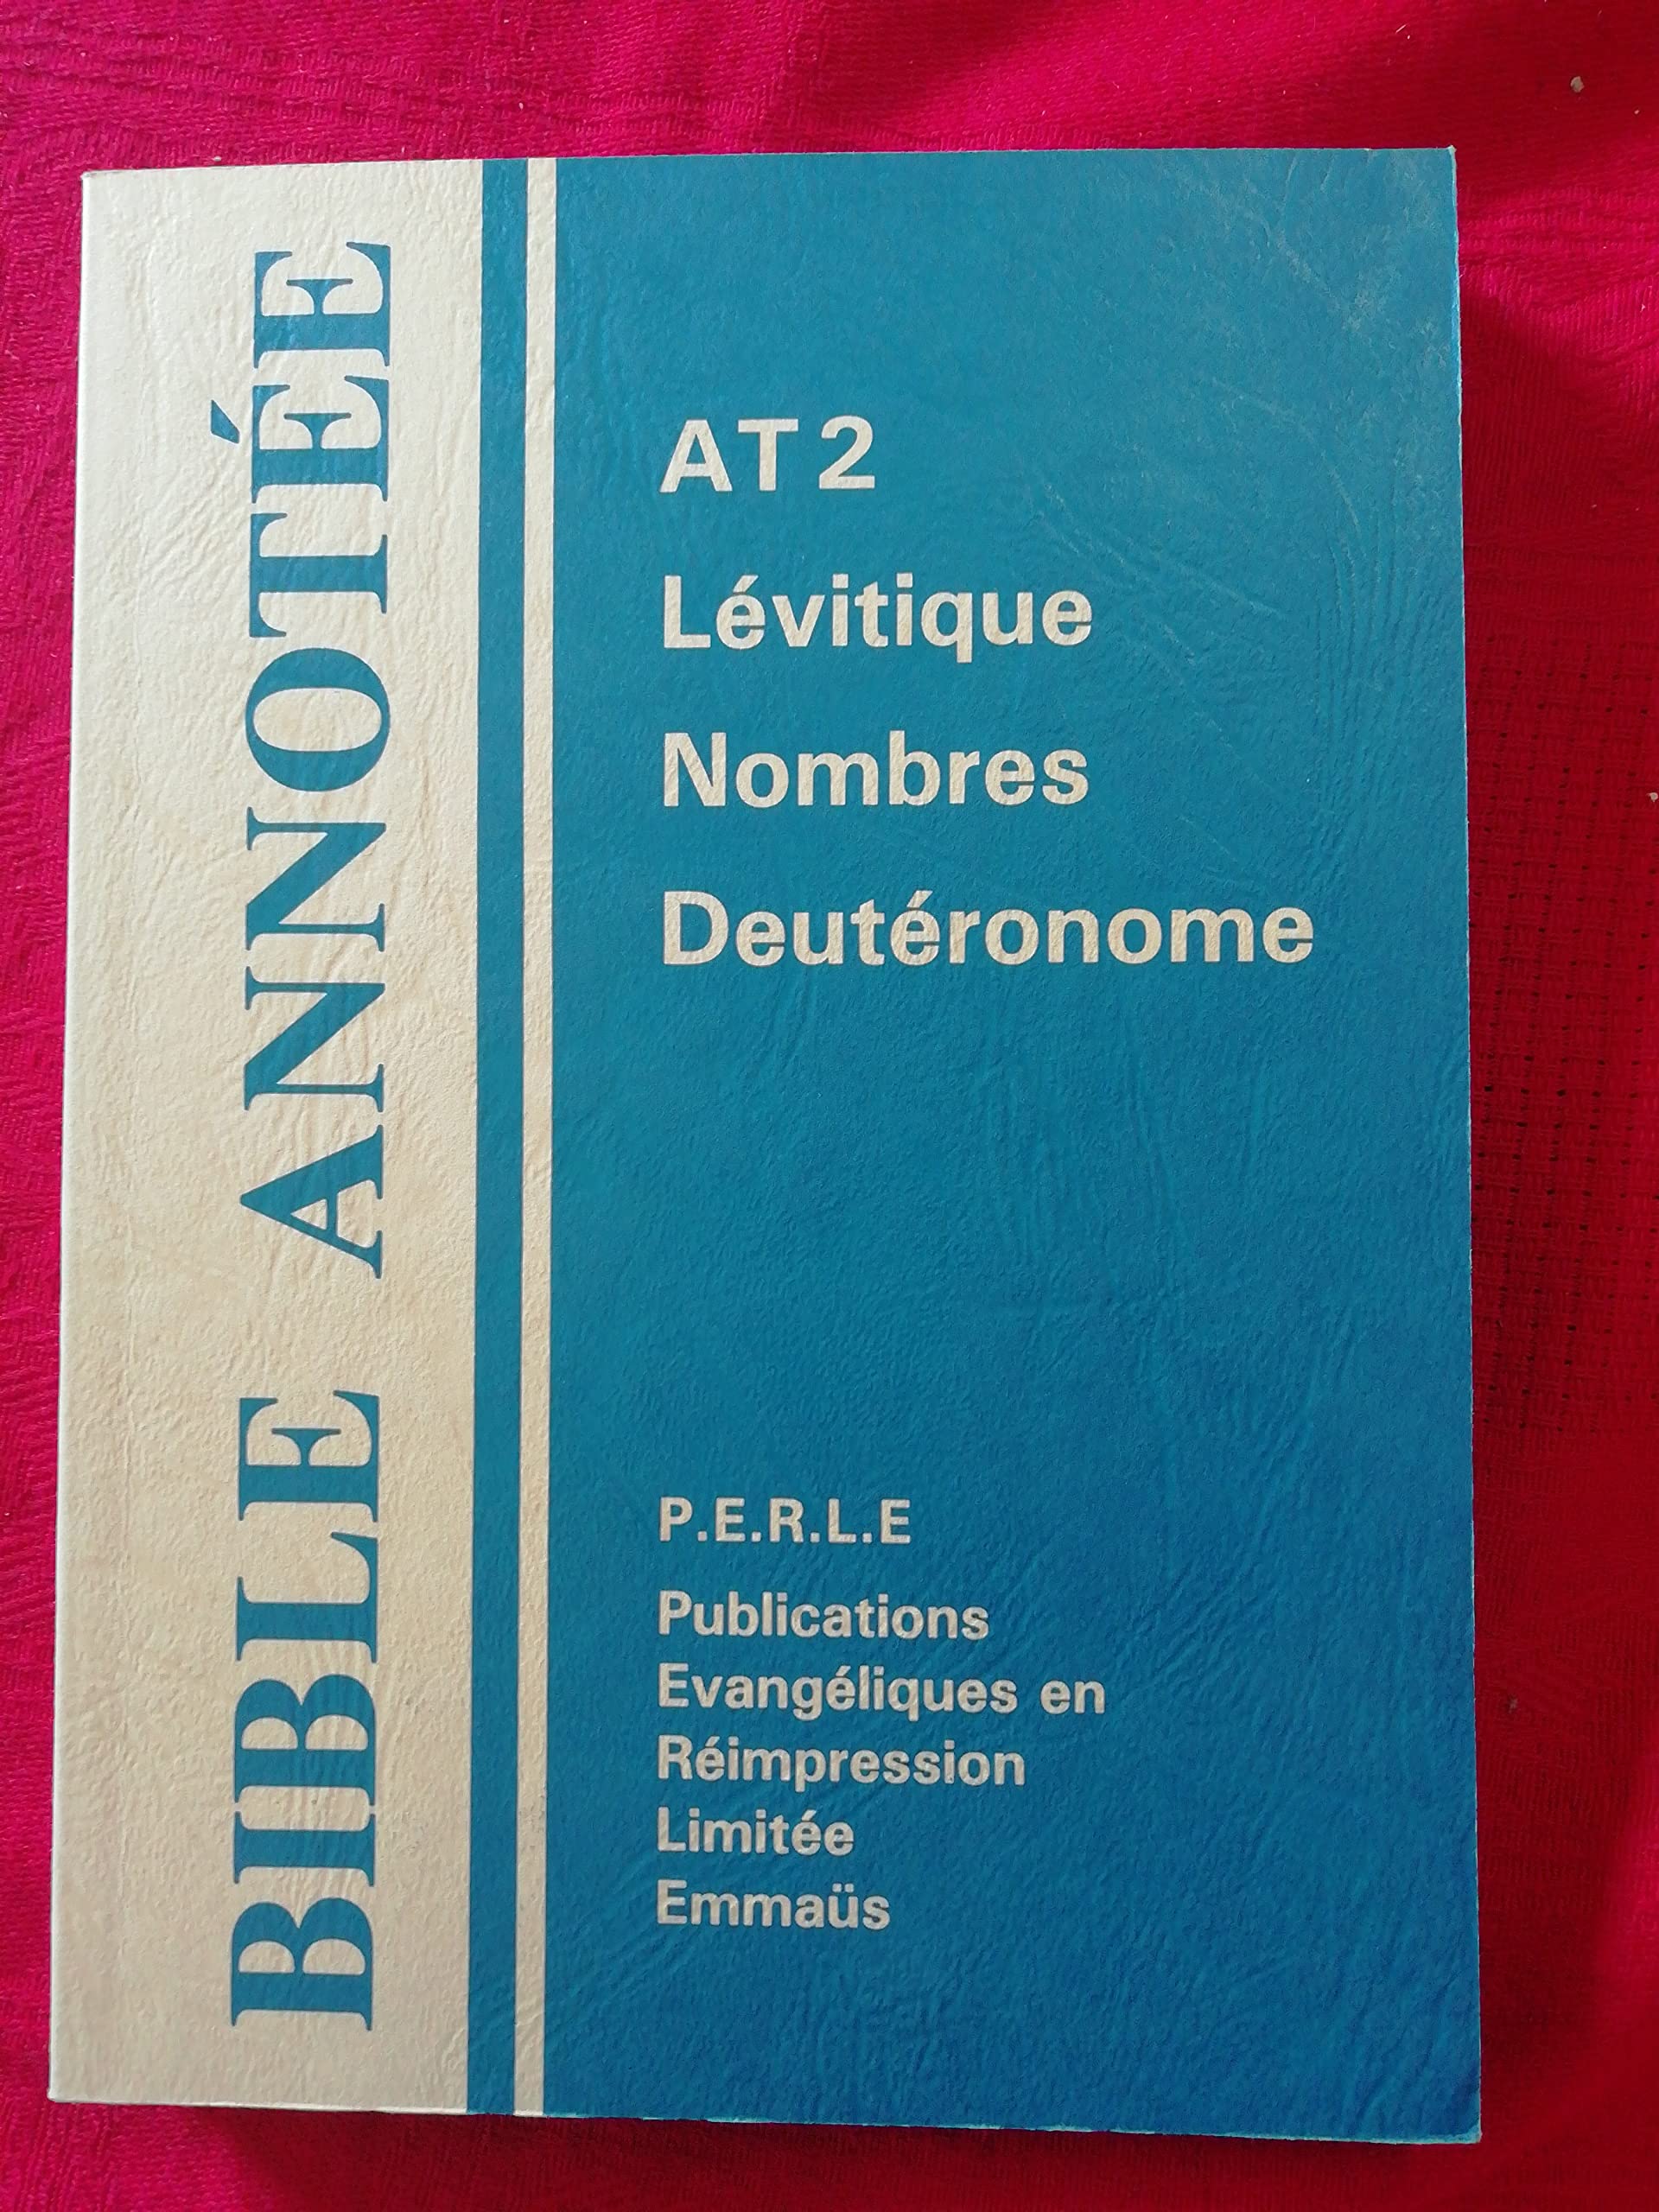 BIBLE ANNOTÉE
AT 2
Lévitique
Nombres
Deutéronome
P.E.R.L.E
Publications
Evangéliques en
Réimpression
Limitée
Emmaüs